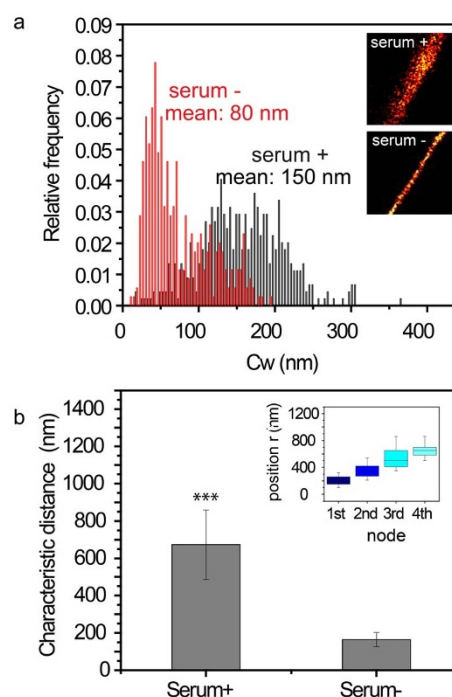 a
0.09
0.08
0.07
0.06
0.05
0.04
0.03
0.02
0.01
0.00
Relative frequency
serum -
mean: 80 nm
serum +
mean: 150 nm
serum +
serum -
0 100 200 300 400
Cw (nm)
b
1400
1200
1000
800
600
400
200
0
Characteristic distance (nm)
***
Serum+ Serum-
1200
800
400
0
position r (nm)
1st 2nd 3rd 4th
node